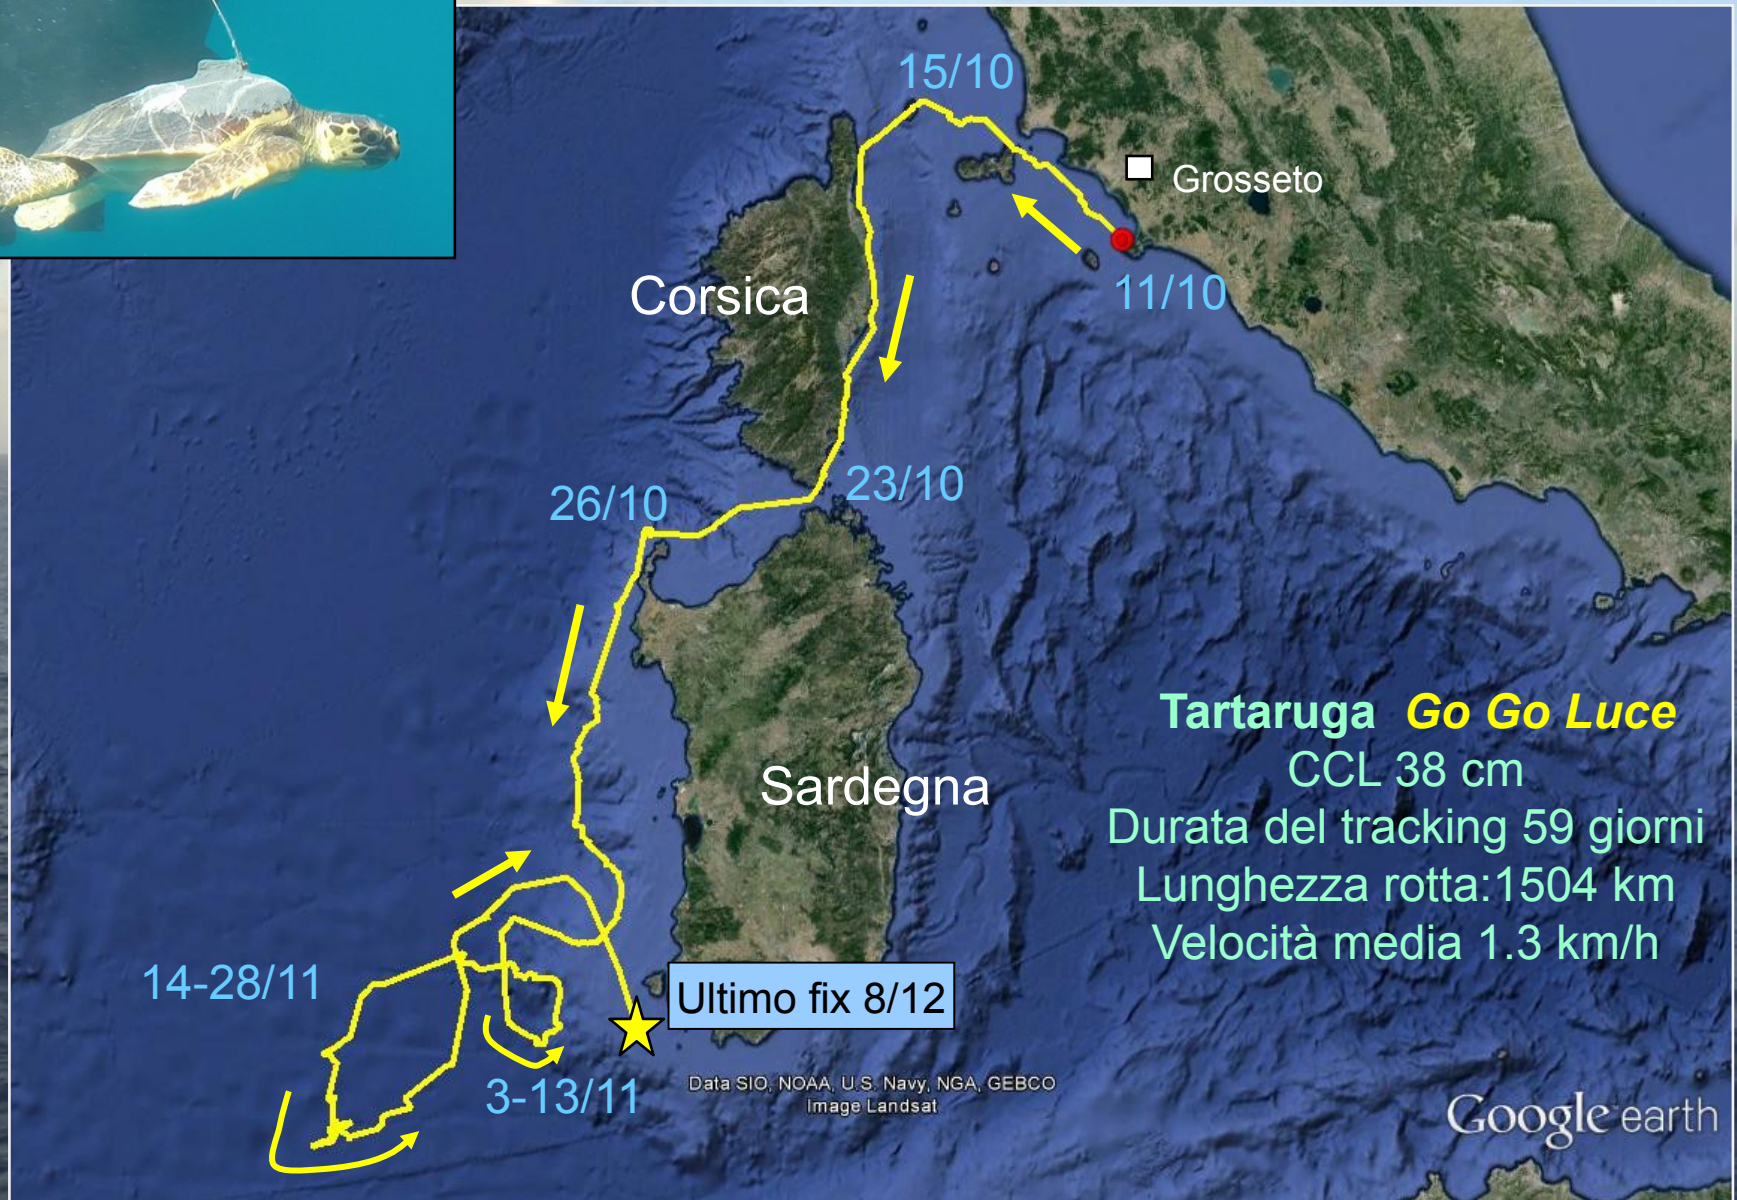 15/10
Grosseto
11/10
Corsica
23/10
26/10
Tartaruga Go Go Luce
CCL 38 cm
Durata del tracking 59 giorni
Lunghezza rotta:1504 km
Velocità media 1.3 km/h
Sardegna
14-28/11
Ultimo fix 8/12
3-13/11
Data SIO, NOAA, U.S. Navy, NGA, GEBCO
Image Landsat
Google earth